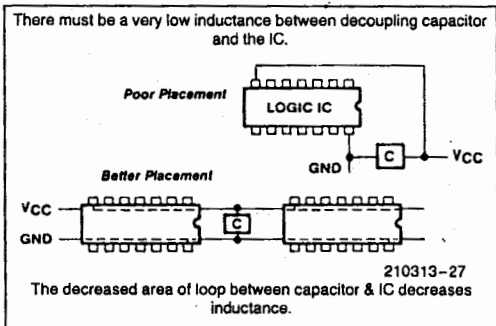 There must be a very low inductance between decoupling capacitor
and the IC.
Poor Placement
LOGIC IC
C
VCC
GND
Better Placement
VCC
GND
C
210313-27
The decreased area of loop between capacitor & IC decreases
inductance.